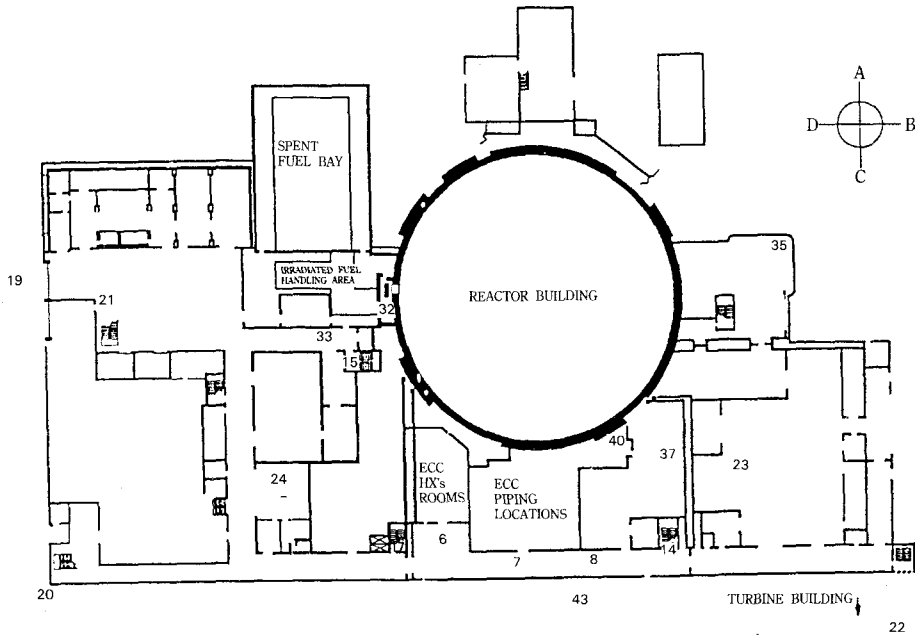 A
D
B
C
SPENT
FUEL BAY
35
IRRADIATED FUEL
HANDLING AREA
19
REACTOR BUILDING
21
32
33
15
40
37
23
ECC
HX's
ROOMS
ECC
PIPING
LOCATIONS
24
6
7
8
14
7
20
43
TURBINE BUILDING
22